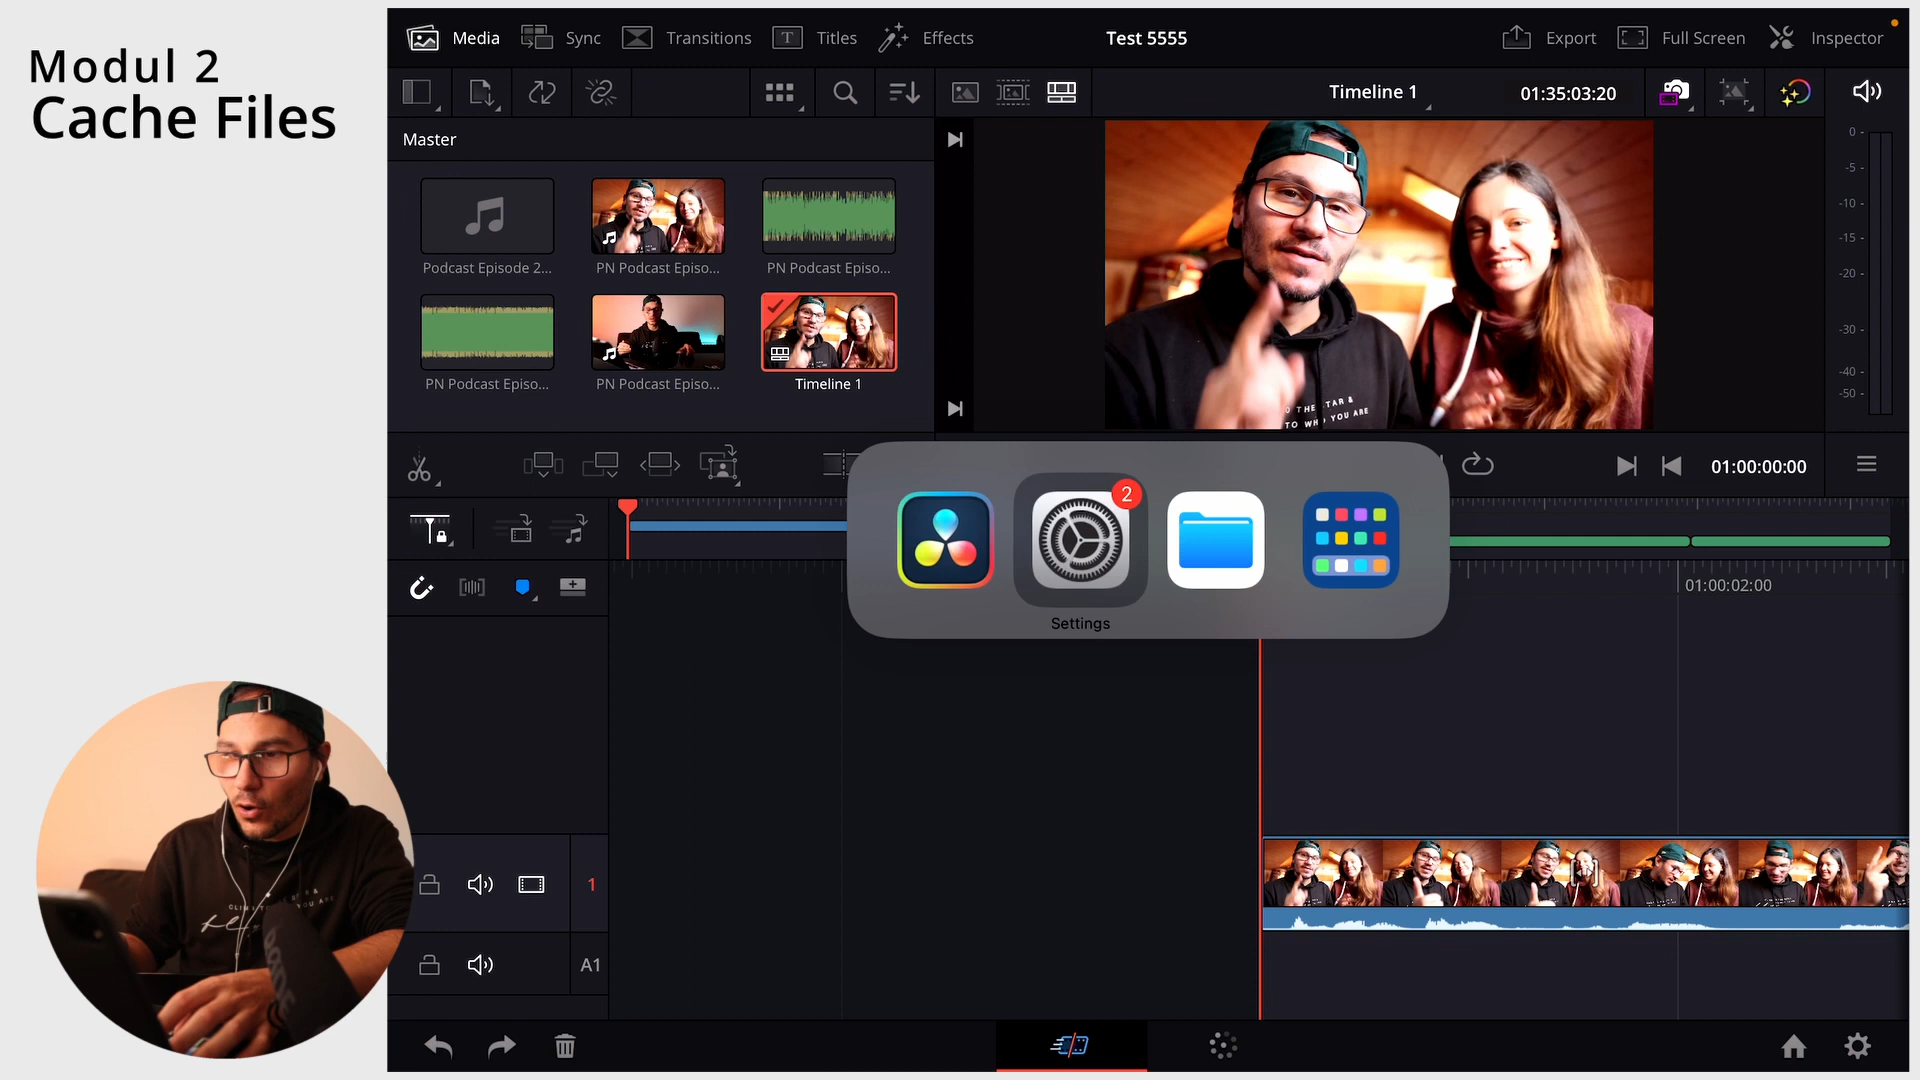 Modul 2
Cache Files
Media
Sync
Transitions
Titles
Effects
Test 5555
Export
Full Screen
Inspector
Timeline 1
01:35:03:20
Master
Podcast Episode 2...
PN Podcast Episo...
PN Podcast Episo...
PN Podcast Episo...
PN Podcast Episo...
Timeline 1
0
-5
-10
-15
-20
-30
-40
-50
2
Settings
01:00:00:00
01:00:02:00
1
A1